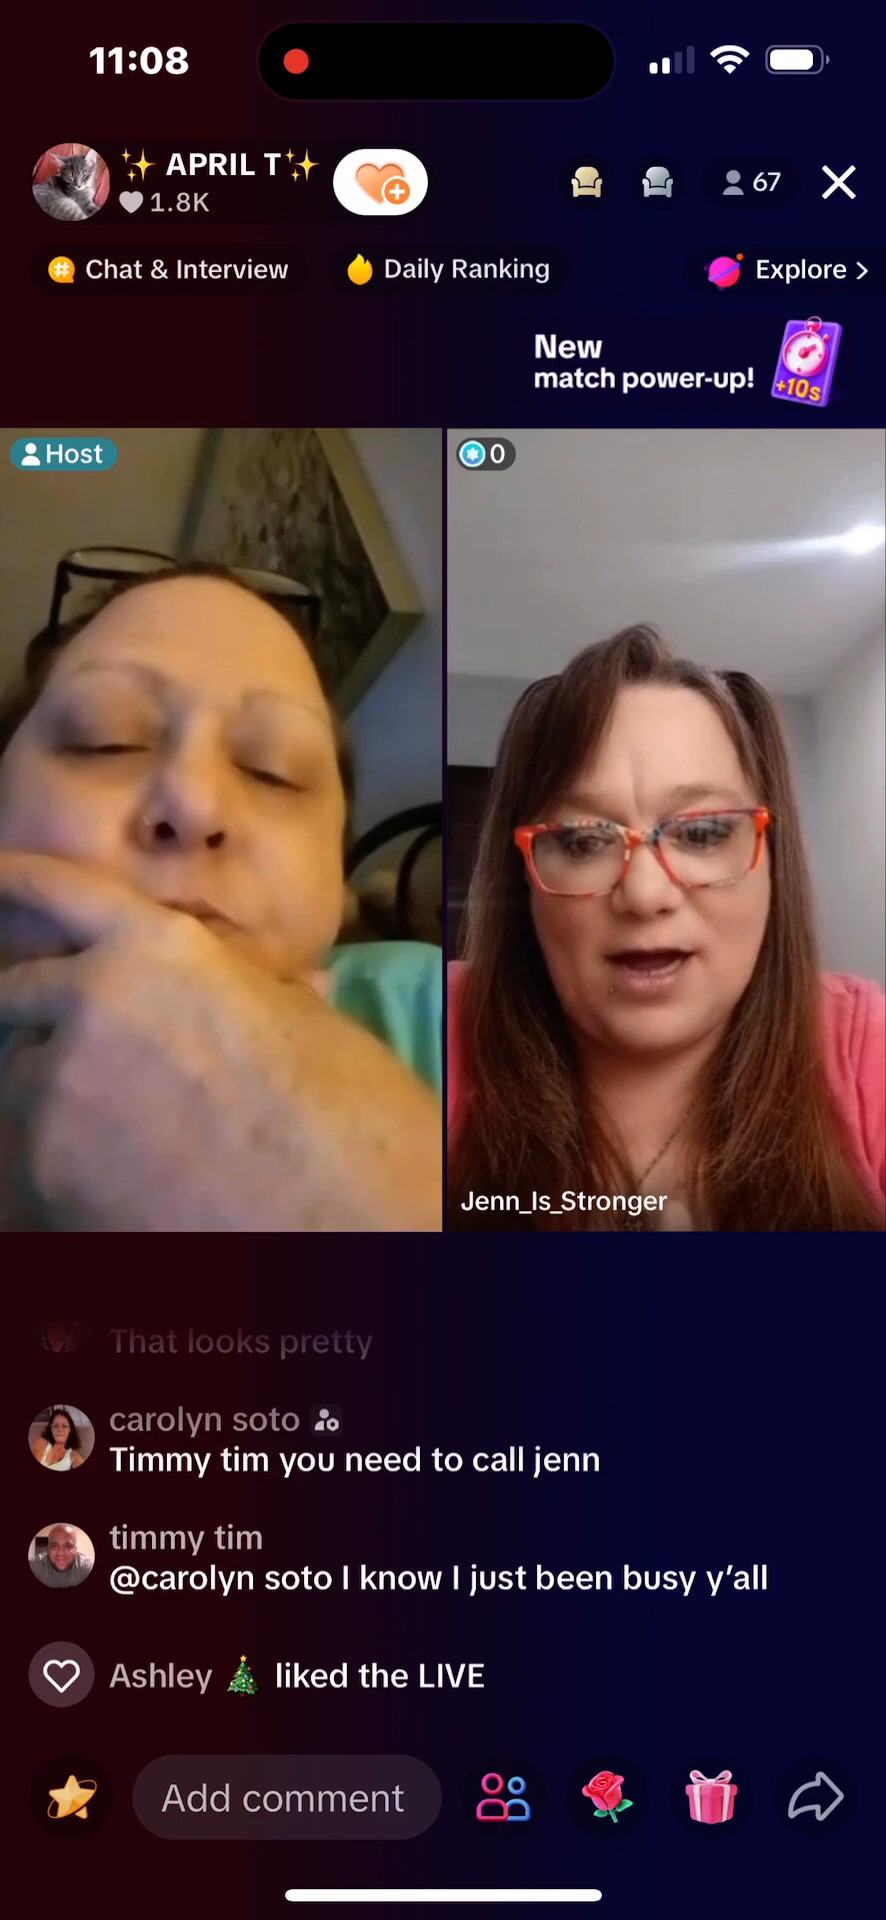 11:08
✨ APRIL T✨
1.8K
67
Chat & Interview
Daily Ranking
Explore >
New
match power-up!
+10s
Host
0
Jenn_Is_Stronger
That looks pretty
carolyn soto
Timmy tim you need to call jenn
timmy tim
@carolyn soto I know I just been busy y’all
Ashley 🎄 liked the LIVE
Add comment